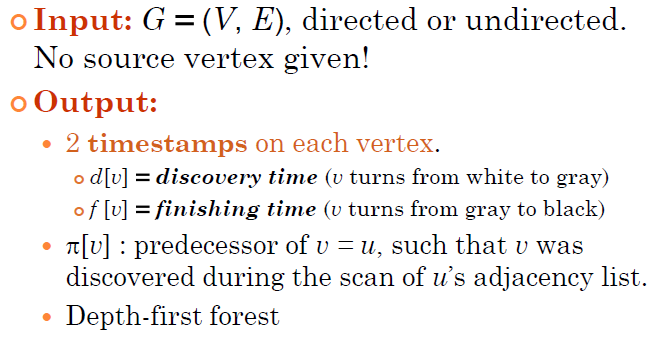 Input: G = (V, E), directed or undirected.
No source vertex given!
Output:
2 timestamps on each vertex.
d[v] = discovery time (v turns from white to gray)
f [v] = finishing time (v turns from gray to black)
π[v] : predecessor of v = u, such that v was
discovered during the scan of u’s adjacency list.
Depth-first forest